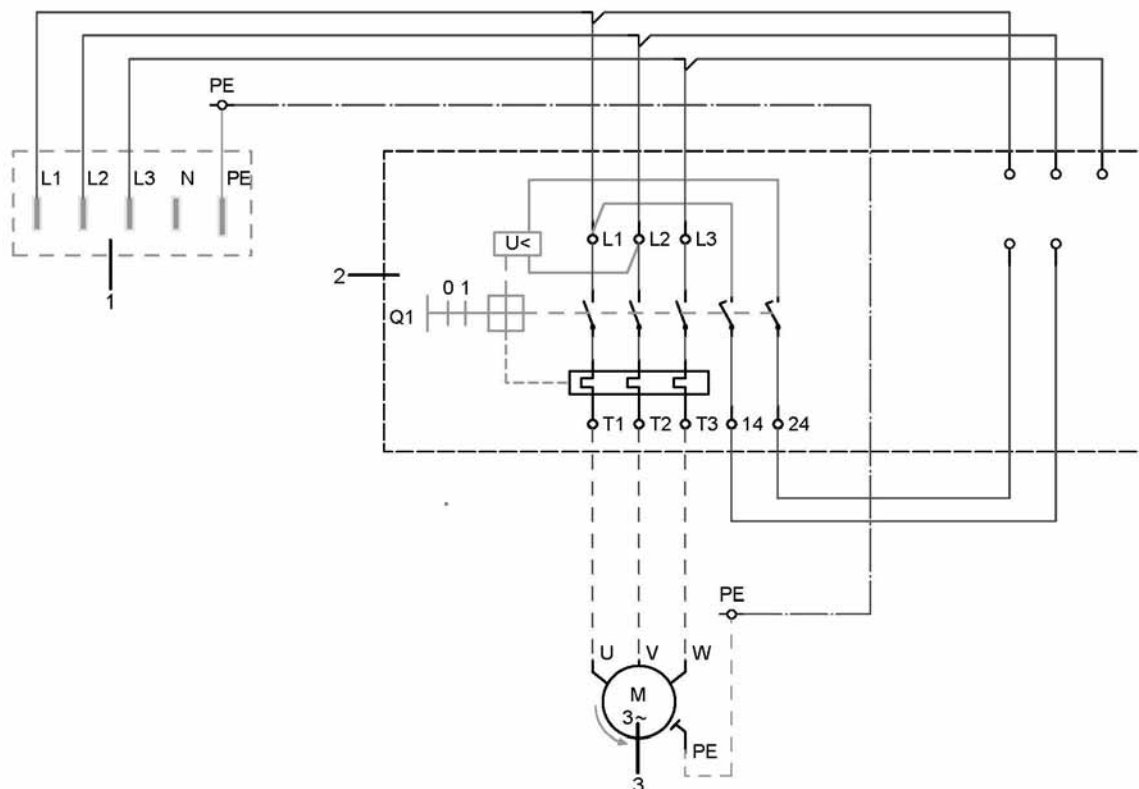 PE
L1 L2 L3 N PE
1
2
U<
L1 L2 L3
0 1
Q1
T1 T2 T3 14 24
PE
U V W
M
3~
PE
3